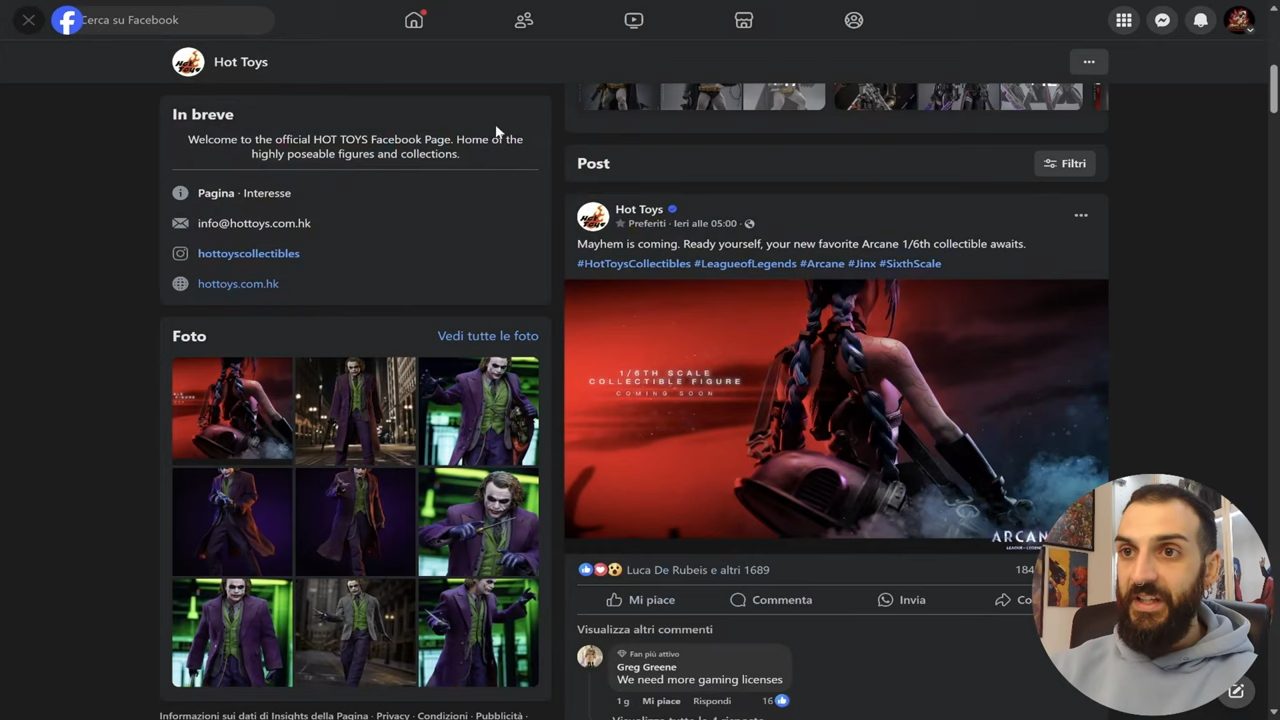 Cerca su Facebook
Hot Toys
In breve
Welcome to the official HOT TOYS Facebook Page. Home of the
highly poseable figures and collections.
Pagina · Interesse
info@hottoys.com.hk
hottoyscollectibles
hottoys.com.hk
Foto
Vedi tutte le foto
Informazioni sui dati di Insights della Pagina · Privacy · Condizioni · Pubblicità ·
Post
Filtri
Hot Toys
Preferiti · Ieri alle 05:00 ·
Mayhem is coming. Ready yourself, your new favorite Arcane 1/6th collectible awaits.
#HotToysCollectibles #LeagueofLegends #Arcane #Jinx #SixthScale
1/6TH SCALE
COLLECTIBLE FIGURE
COMING SOON
ARCAN
Luca De Rubeis e altri 1689
184
Mi piace
Commenta
Invia
Co
Visualizza altri commenti
Fan più attivo
Greg Greene
We need more gaming licenses
1 g Mi piace Rispondi 16